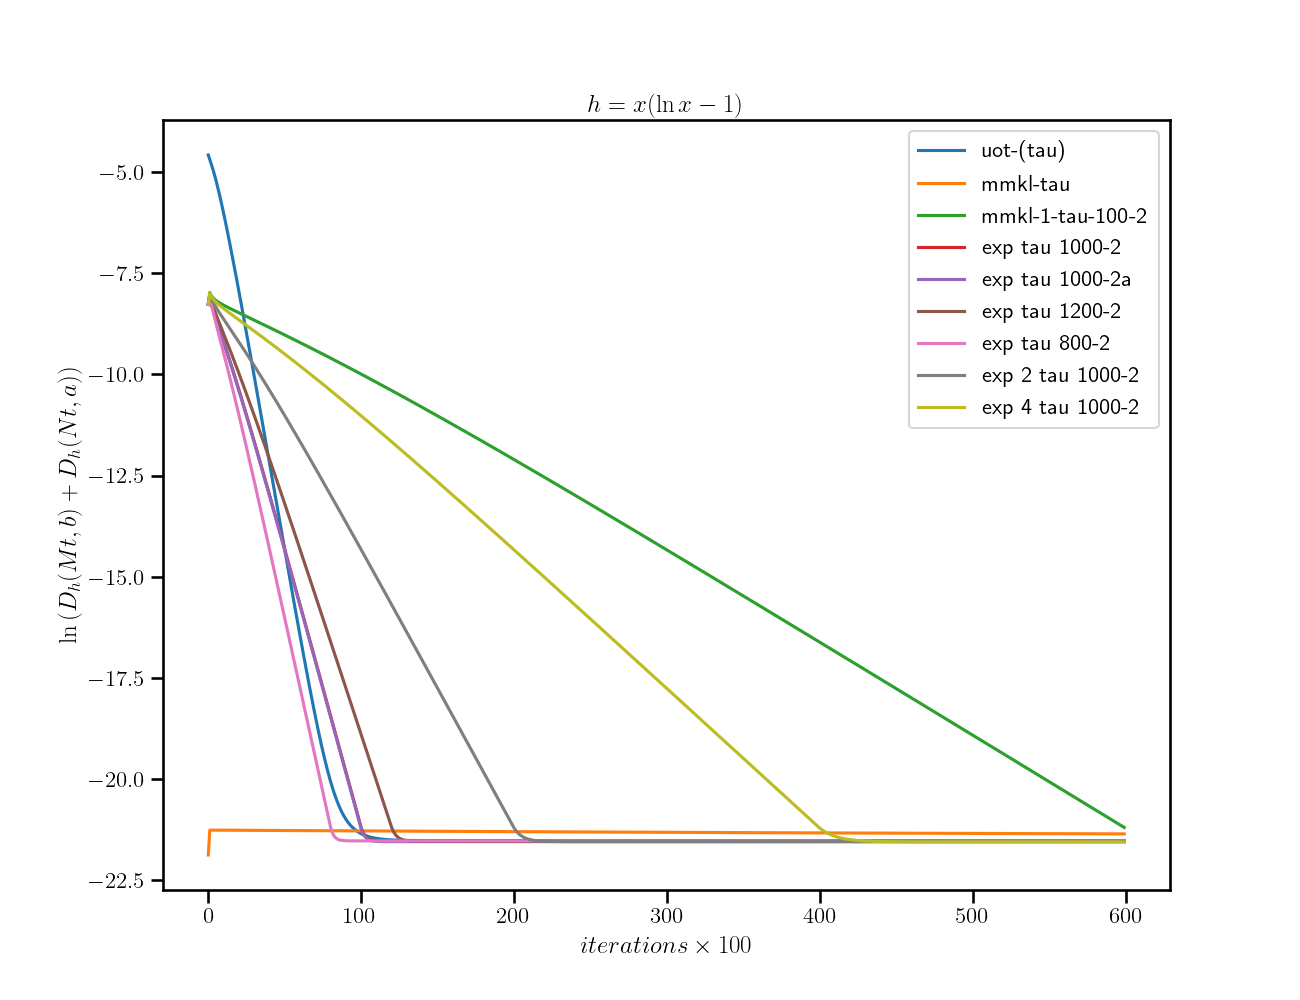 h = x(ln x − 1)
ln (D_h(Mt, b) + D_h(Nt, a))
−5.0
−7.5
−10.0
−12.5
−15.0
−17.5
−20.0
−22.5
uot-(tau)
mmkl-tau
mmkl-1-tau-100-2
exp tau 1000-2
exp tau 1000-2a
exp tau 1200-2
exp tau 800-2
exp 2 tau 1000-2
exp 4 tau 1000-2
0 100 200 300 400 500 600
iterations × 100